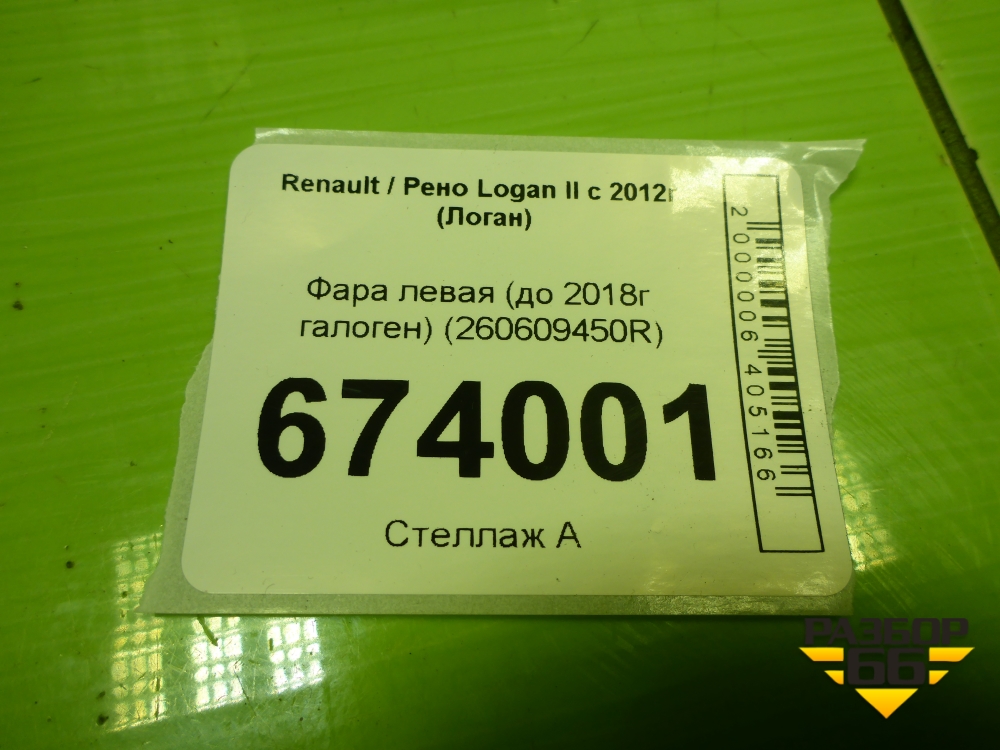 Renault / Рено Logan II с 2012г
(Логан)
Фара левая (до 2018г
галоген) (260609450R)
674001
Стеллаж А
2000006405166
РАЗБОР
66